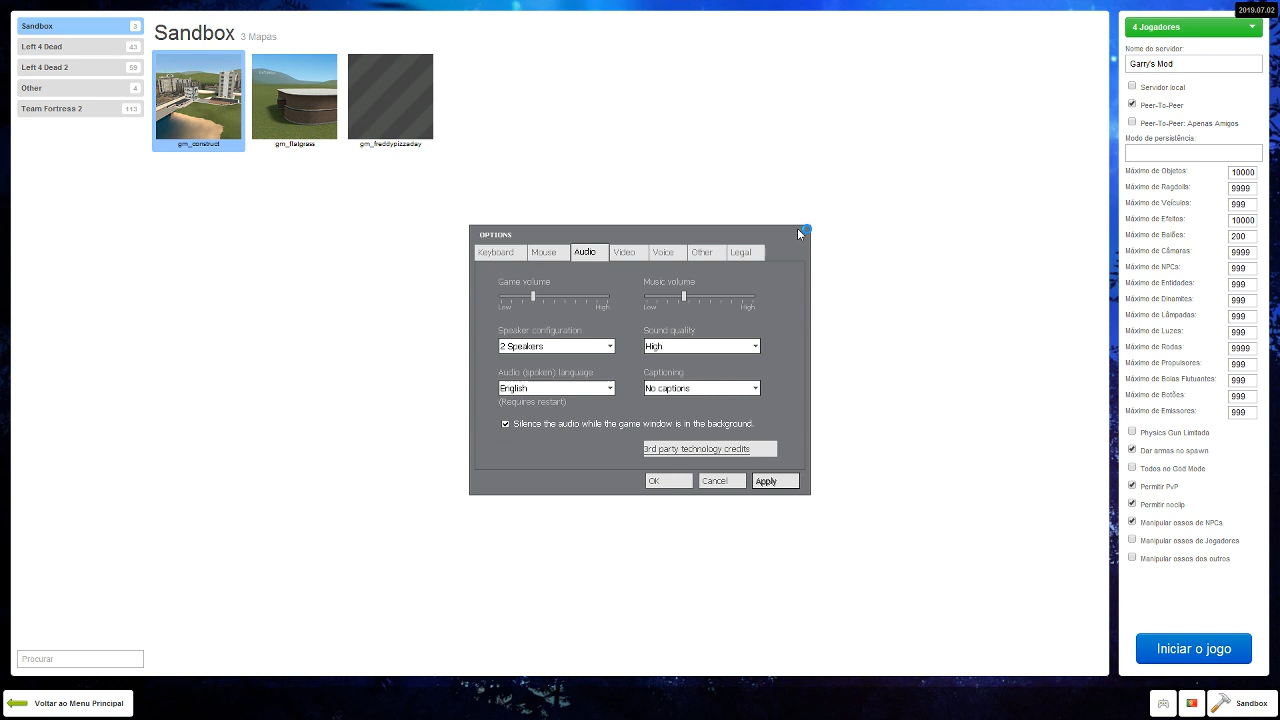 2019.07.02
Sandbox 3
Left 4 Dead 43
Left 4 Dead 2 59
Other 4
Team Fortress 2 113
Sandbox 3 Mapas
gm_construct
gm_flatgrass
gm_freddypizzaday
OPTIONS
Keyboard Mouse Audio Video Voice Other Legal
Game volume
Low High
Music volume
Low High
Speaker configuration
2 Speakers
Sound quality
High
Audio (spoken) language
English
(Requires restart)
Captioning
No captions
Silence the audio while the game window is in the background.
3rd party technology credits
OK Cancel Apply
4 Jogadores
Nome do servidor:
Garry's Mod
Servidor local
Peer-To-Peer
Peer-To-Peer: Apenas Amigos
Modo de persistência:
Máximo de Objetos: 10000
Máximo de Ragdolls: 9999
Máximo de Veículos: 999
Máximo de Efeitos: 10000
Máximo de Balões: 200
Máximo de Câmaras: 9999
Máximo de NPCs: 999
Máximo de Entidades: 999
Máximo de Dinamites: 999
Máximo de Lâmpadas: 999
Máximo de Luzes: 999
Máximo de Rodas: 9999
Máximo de Propulsores: 999
Máximo de Bolas Flutuantes: 999
Máximo de Botões: 999
Máximo de Emissores: 999
Physics Gun Limitada
Dar armas no spawn
Todos no God Mode
Permitir PvP
Permitir noclip
Manipular ossos de NPCs
Manipular ossos de Jogadores
Manipular ossos dos outros
Iniciar o jogo
Procurar
Voltar ao Menu Principal
Sandbox